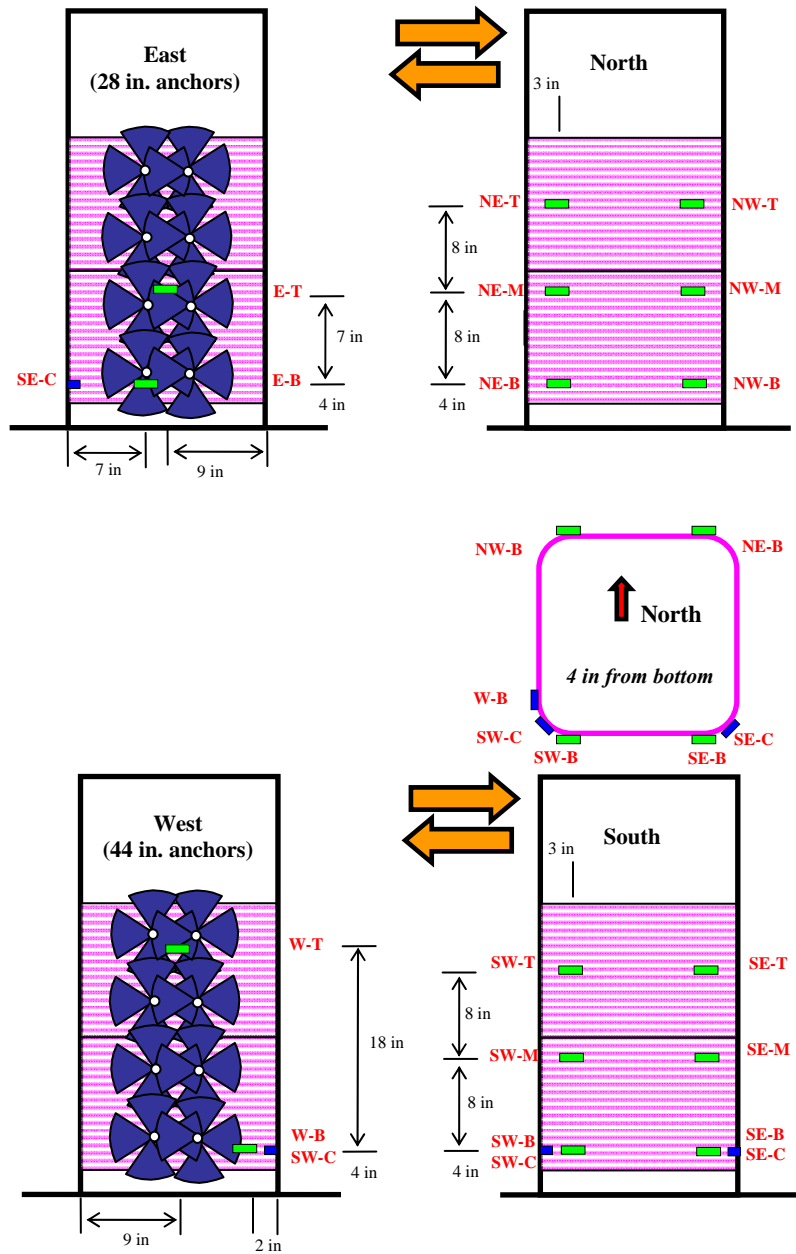 East
(28 in. anchors)
North
3 in
NE-T
NW-T
8 in
E-T
NE-M
NW-M
7 in
8 in
SE-C
E-B
NE-B
NW-B
4 in
4 in
7 in
9 in
NW-B
NE-B
North
4 in from bottom
W-B
SW-C
SE-C
SW-B
SE-B
West
(44 in. anchors)
South
3 in
W-T
SW-T
SE-T
8 in
18 in
SW-M
SE-M
8 in
W-B
SW-C
SW-B
SW-C
SE-B
SE-C
4 in
4 in
9 in
2 in